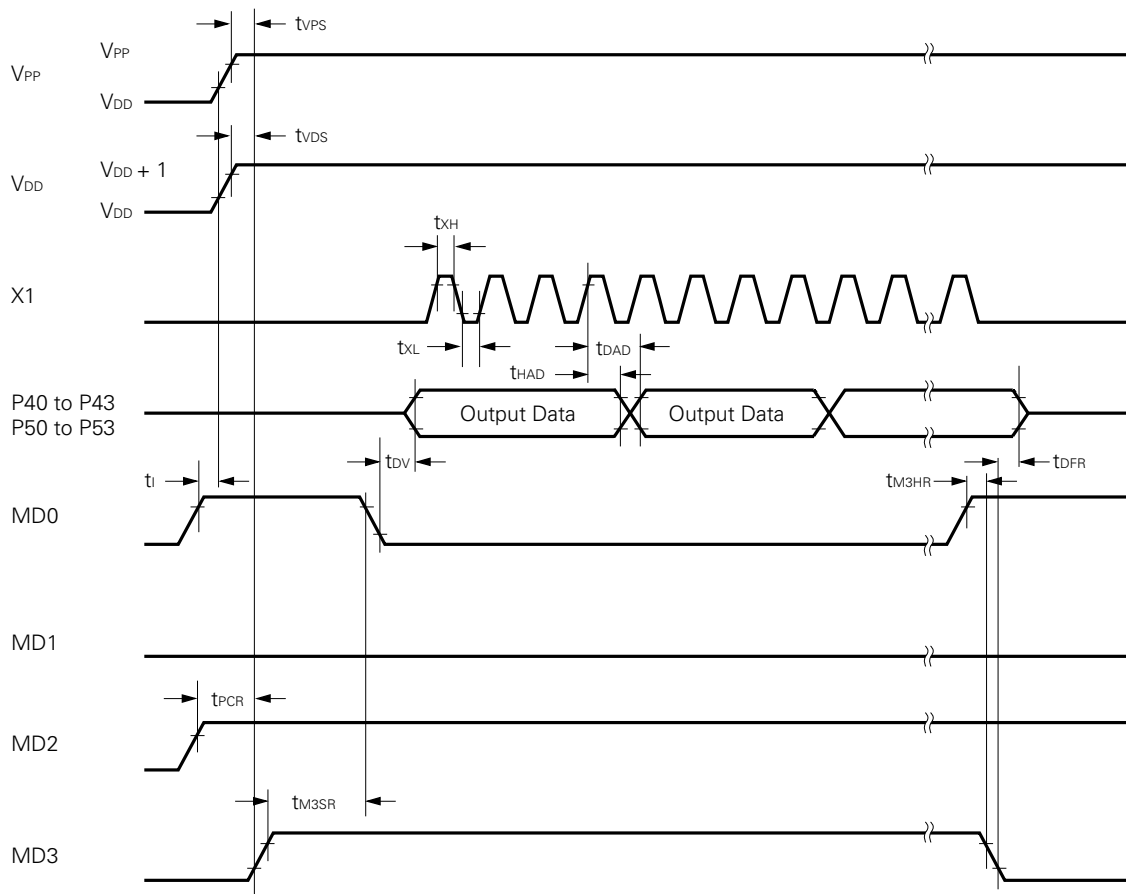 tVPS
VPP
VPP
VDD
tVDS
VDD + 1
VDD
VDD
tXH
X1
tXL
tDAD
tHAD
P40 to P43
P50 to P53
Output Data
Output Data
tDV
tDFR
tI
tM3HR
MD0
MD1
tPCR
MD2
tM3SR
MD3